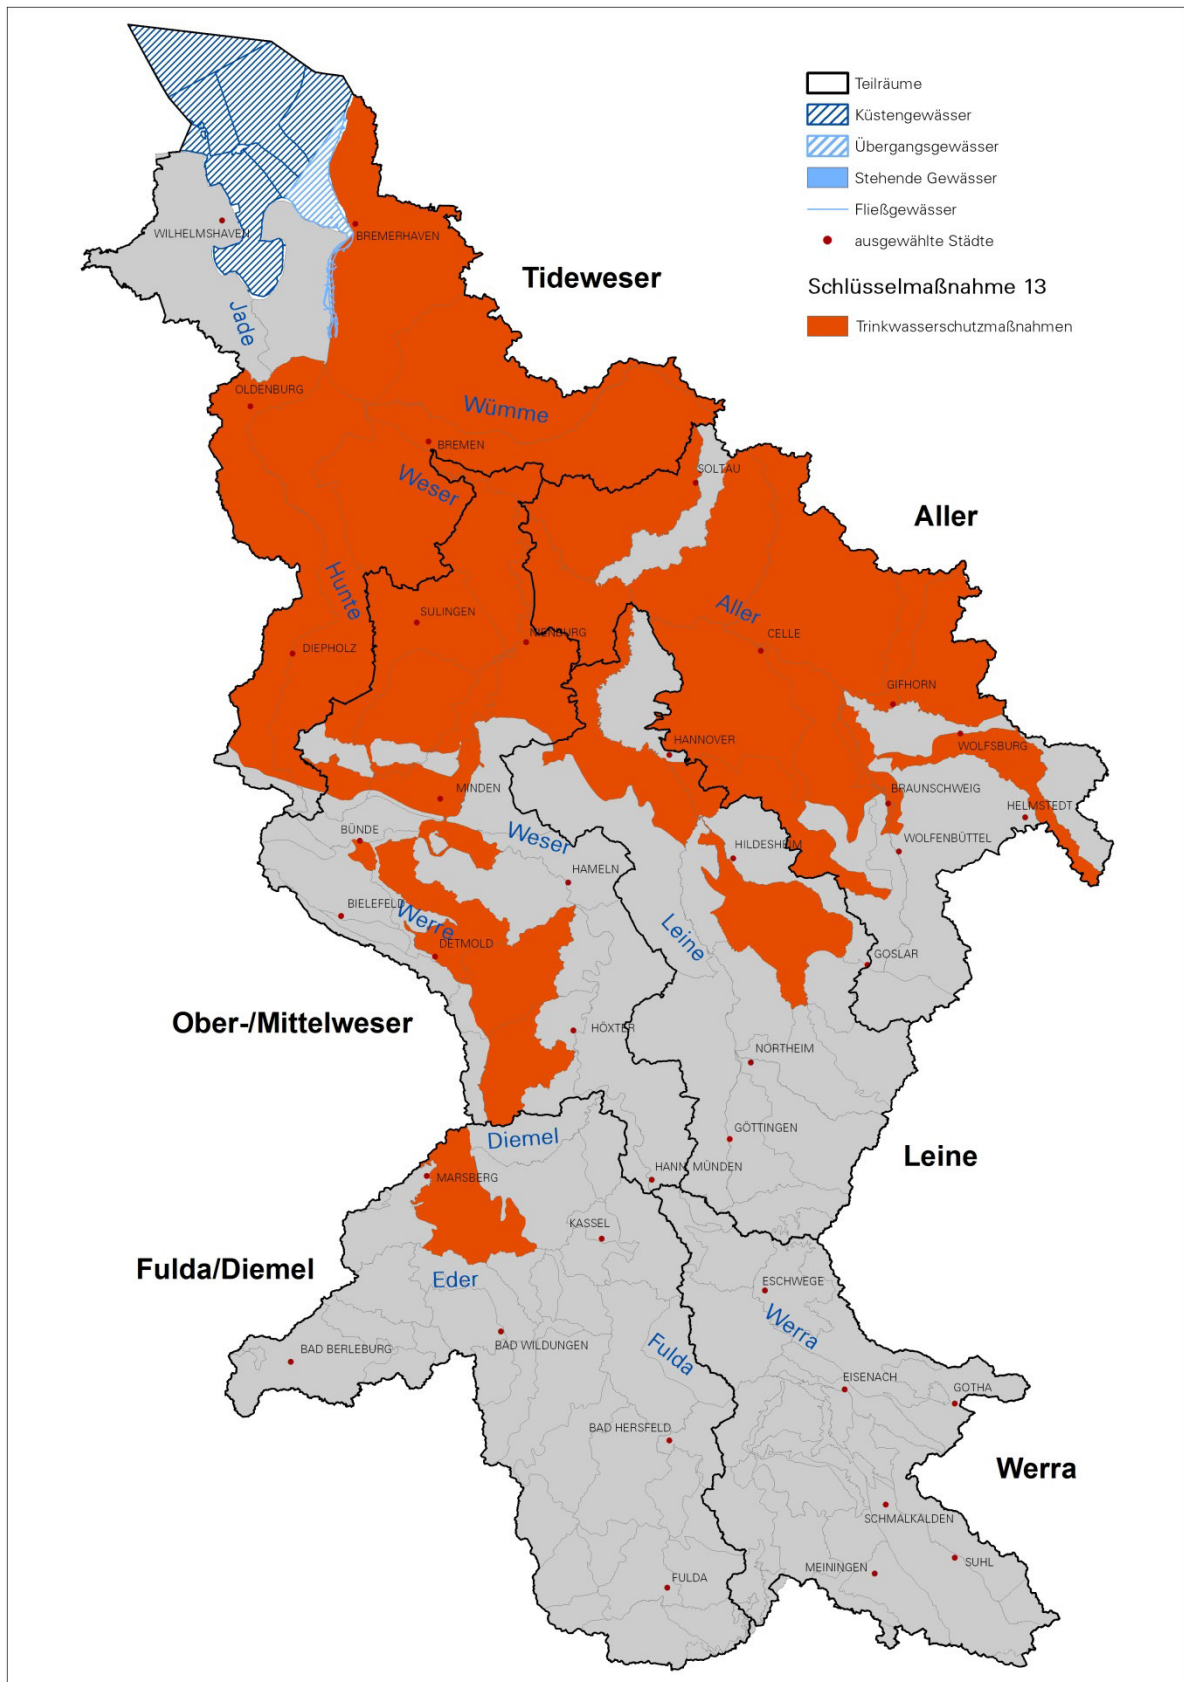 Teilräume
Küstengewässer
Übergangsgewässer
Stehende Gewässer
Fließgewässer
ausgewählte Städte
Schlüsselmaßnahme 13
Trinkwasserschutzmaßnahmen
WILHELMSHAVEN
BREMERHAVEN
Tideweser
Jade
OLDENBURG
Wümme
BREMEN
SOLTAU
Weser
Aller
Hunte
Aller
SULINGEN
NIENBURG
CELLE
DIEPHOLZ
GIFHORN
HANNOVER
WOLFSBURG
MINDEN
BRAUNSCHWEIG
HELMSTEDT
BÜNDE
Weser
HILDESHEIM
WOLFENBÜTTEL
HAMELN
BIELEFELD
Werre
Leine
DETMOLD
GOSLAR
Ober-/Mittelweser
HÖXTER
NORTHEIM
Diemel
GÖTTINGEN
Leine
MARSBERG
HANN. MÜNDEN
KASSEL
Fulda/Diemel
Eder
ESCHWEGE
Werra
BAD BERLEBURG
BAD WILDUNGEN
Fulda
EISENACH
GOTHA
BAD HERSFELD
Werra
SCHMALKALDEN
SUHL
MEININGEN
FULDA